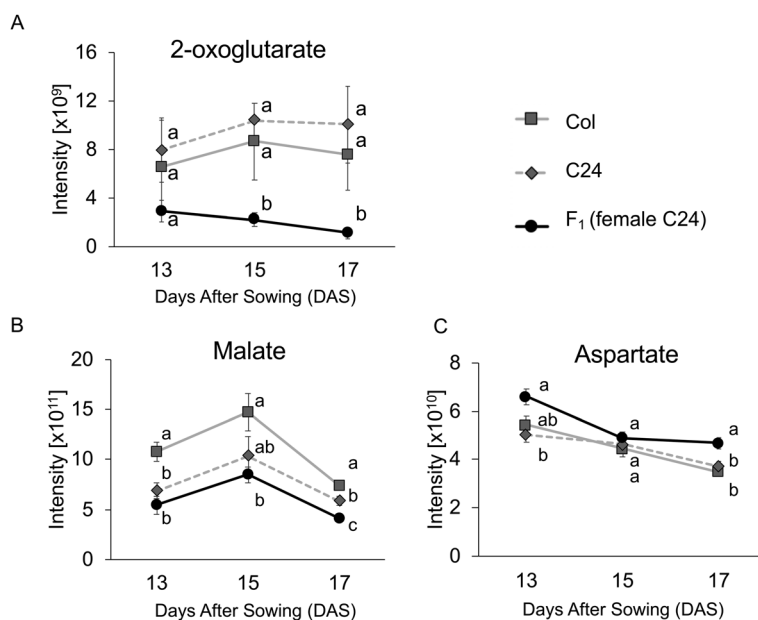 A
2-oxoglutarate
Intensity [x10⁹]
16
12
8
4
0
a
a
a
a
a
a
a
b
b
13
15
17
Days After Sowing (DAS)
Col
C24
F₁ (female C24)
B
Malate
Intensity [x10¹¹]
20
15
10
5
0
a
b
b
a
ab
b
a
b
c
13
15
17
Days After Sowing (DAS)
C
Aspartate
Intensity [x10¹⁰]
8
6
4
2
0
a
ab
b
a
a
a
a
b
b
13
15
17
Days After Sowing (DAS)